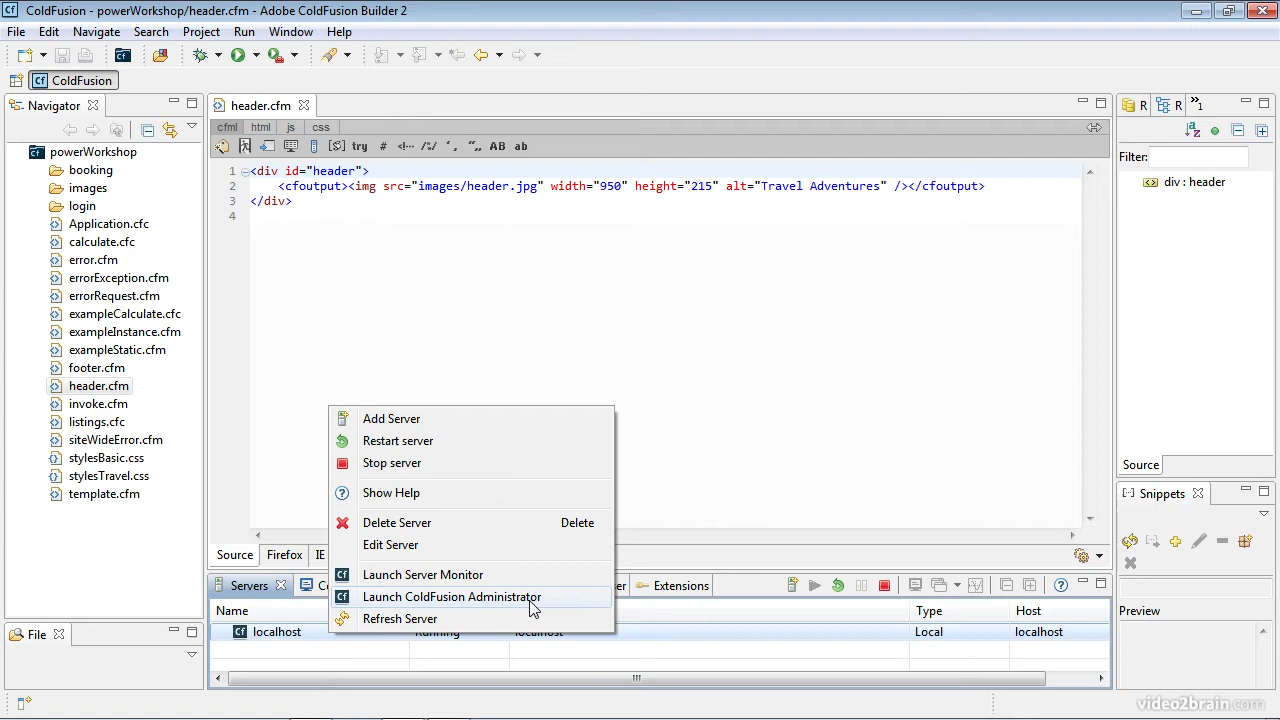 ColdFusion - powerWorkshop/header.cfm - Adobe ColdFusion Builder 2
File Edit Navigate Search Project Run Window Help
ColdFusion
Navigator
powerWorkshop
booking
images
login
Application.cfc
calculate.cfc
error.cfm
errorException.cfm
errorRequest.cfm
exampleCalculate.cfc
exampleInstance.cfm
exampleStatic.cfm
footer.cfm
header.cfm
invoke.cfm
listings.cfc
siteWideError.cfm
stylesBasic.css
stylesTravel.css
template.cfm
File
header.cfm
cfml html js css
try # AB ab
1 <div id="header">
2 <cfoutput><img src="images/header.jpg" width="950" height="215" alt="Travel Adventures" /></cfoutput>
3 </div>
4
Add Server
Restart server
Stop server
Show Help
Delete Server Delete
Edit Server
Launch Server Monitor
Launch ColdFusion Administrator
Refresh Server
Source Firefox IE
Servers Extensions
Name Type Host
localhost Running localhost Local localhost
R R »1
Filter:
div : header
Source
Snippets
Preview
video2brain.com